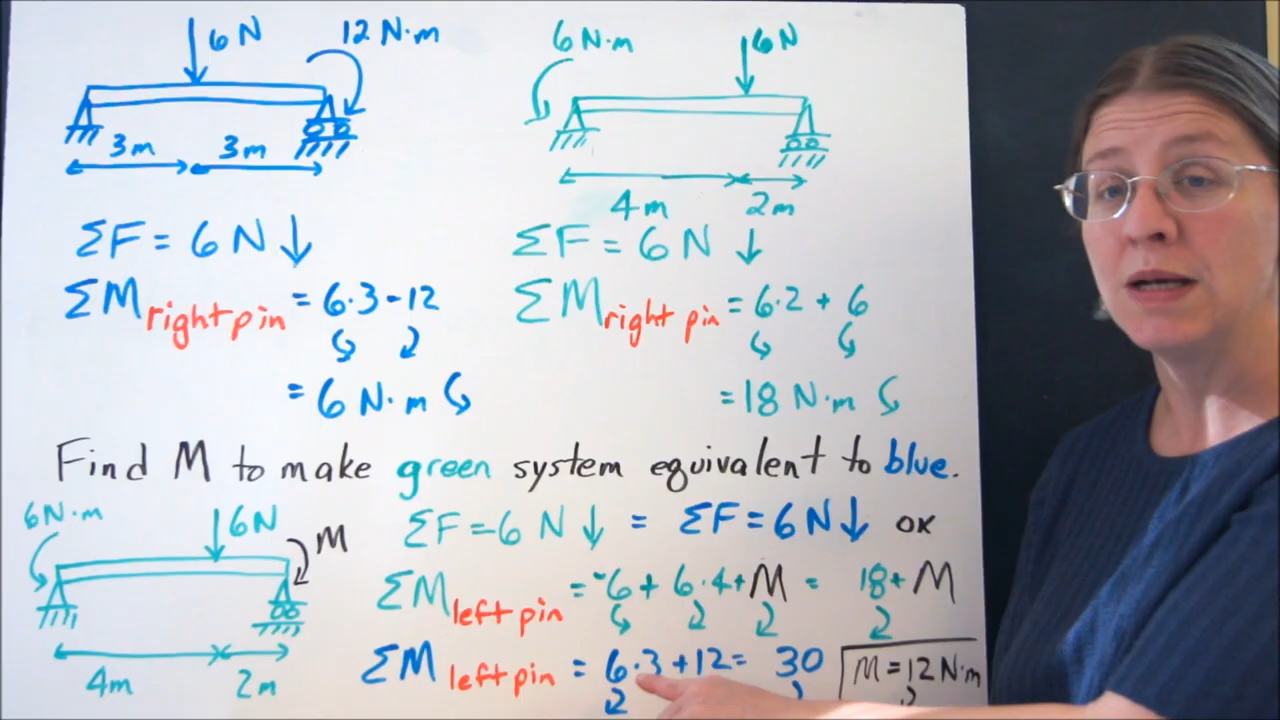 6 N 12 N·m
3m 3m
ΣF = 6 N ↓
ΣM right pin = 6·3 - 12
= 6 N·m
6 N·m 6N
4m 2m
ΣF = 6 N ↓
ΣM right pin = 6·2 + 6
= 18 N·m
Find M to make green system equivalent to blue.
6N·m 6N M
4m 2m
ΣF = 6 N ↓ = ΣF = 6N ↓ OK
ΣM left pin = -6 + 6·4 + M = 18 + M
ΣM left pin = 6·3 + 12 = 30
M = 12 N·m